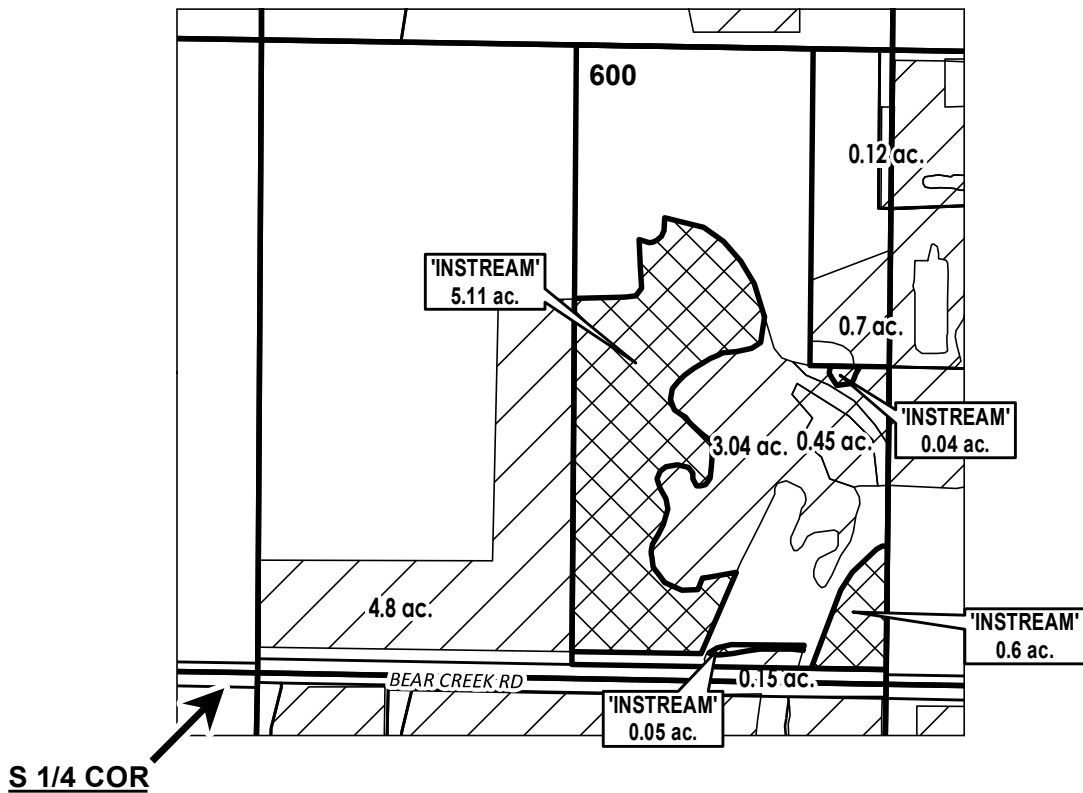 600
0.12 ac.
'INSTREAM'
5.11 ac.
0.7 ac.
'INSTREAM'
0.04 ac.
3.04 ac.
0.45 ac.
4.8 ac.
'INSTREAM'
0.6 ac.
BEAR CREEK RD
0.15 ac.
'INSTREAM'
0.05 ac.
S 1/4 COR